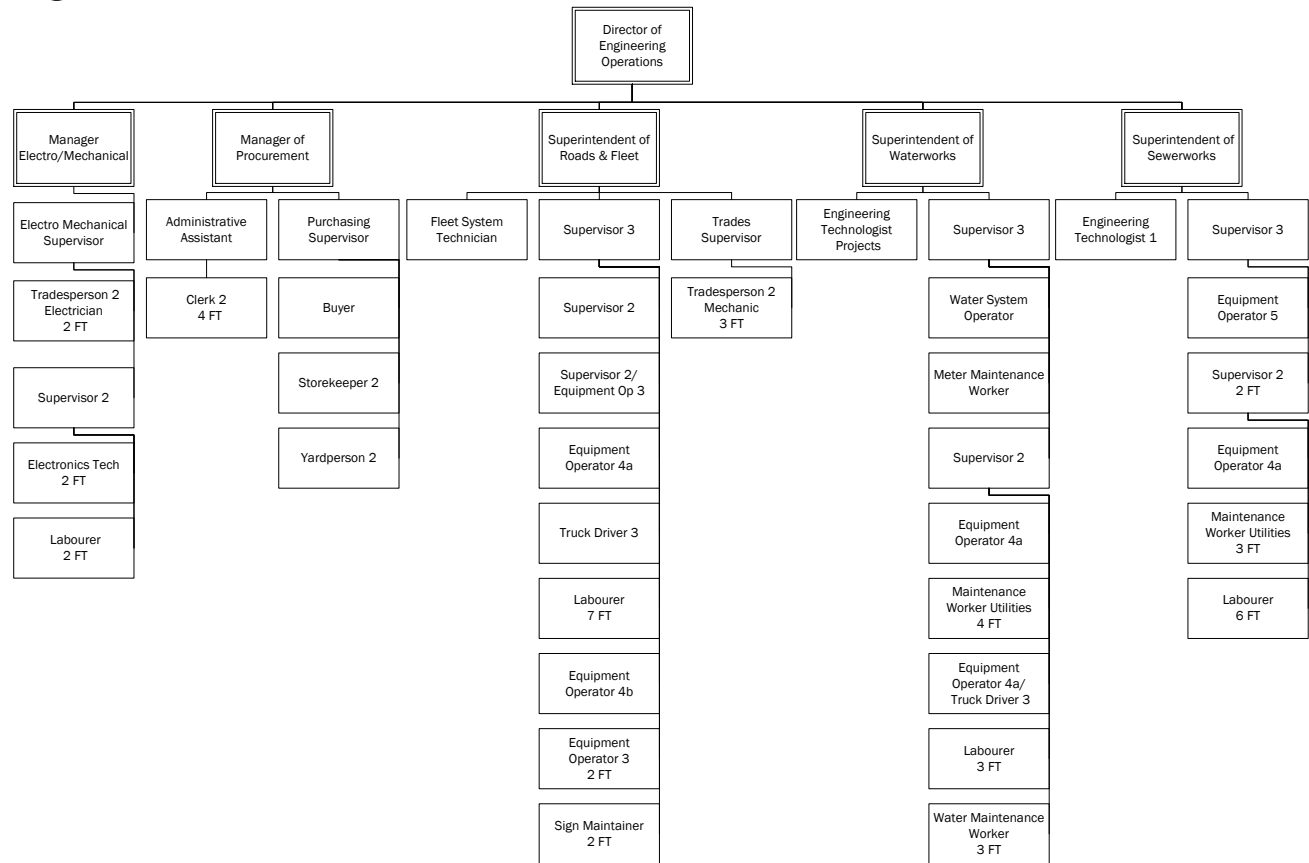 Director of
Engineering
Operations
Manager
Electro/Mechanical
Manager of
Procurement
Superintendent of
Roads & Fleet
Superintendent of
Waterworks
Superintendent of
Sewerworks
Electro Mechanical
Supervisor
Administrative
Assistant
Purchasing
Supervisor
Fleet System
Technician
Supervisor 3
Trades
Supervisor
Engineering
Technologist
Projects
Supervisor 3
Engineering
Technologist 1
Supervisor 3
Tradesperson 2
Electrician
2 FT
Clerk 2
4 FT
Buyer
Supervisor 2
Tradesperson 2
Mechanic
3 FT
Water System
Operator
Equipment
Operator 5
Supervisor 2
Storekeeper 2
Supervisor 2/
Equipment Op 3
Meter Maintenance
Worker
Supervisor 2
2 FT
Electronics Tech
2 FT
Yardperson 2
Equipment
Operator 4a
Supervisor 2
Equipment
Operator 4a
Labourer
2 FT
Truck Driver 3
Equipment
Operator 4a
Maintenance
Worker Utilities
3 FT
Labourer
7 FT
Maintenance
Worker Utilities
4 FT
Labourer
6 FT
Equipment
Operator 4b
Equipment
Operator 4a/
Truck Driver 3
Equipment
Operator 3
2 FT
Labourer
3 FT
Sign Maintainer
2 FT
Water Maintenance
Worker
3 FT